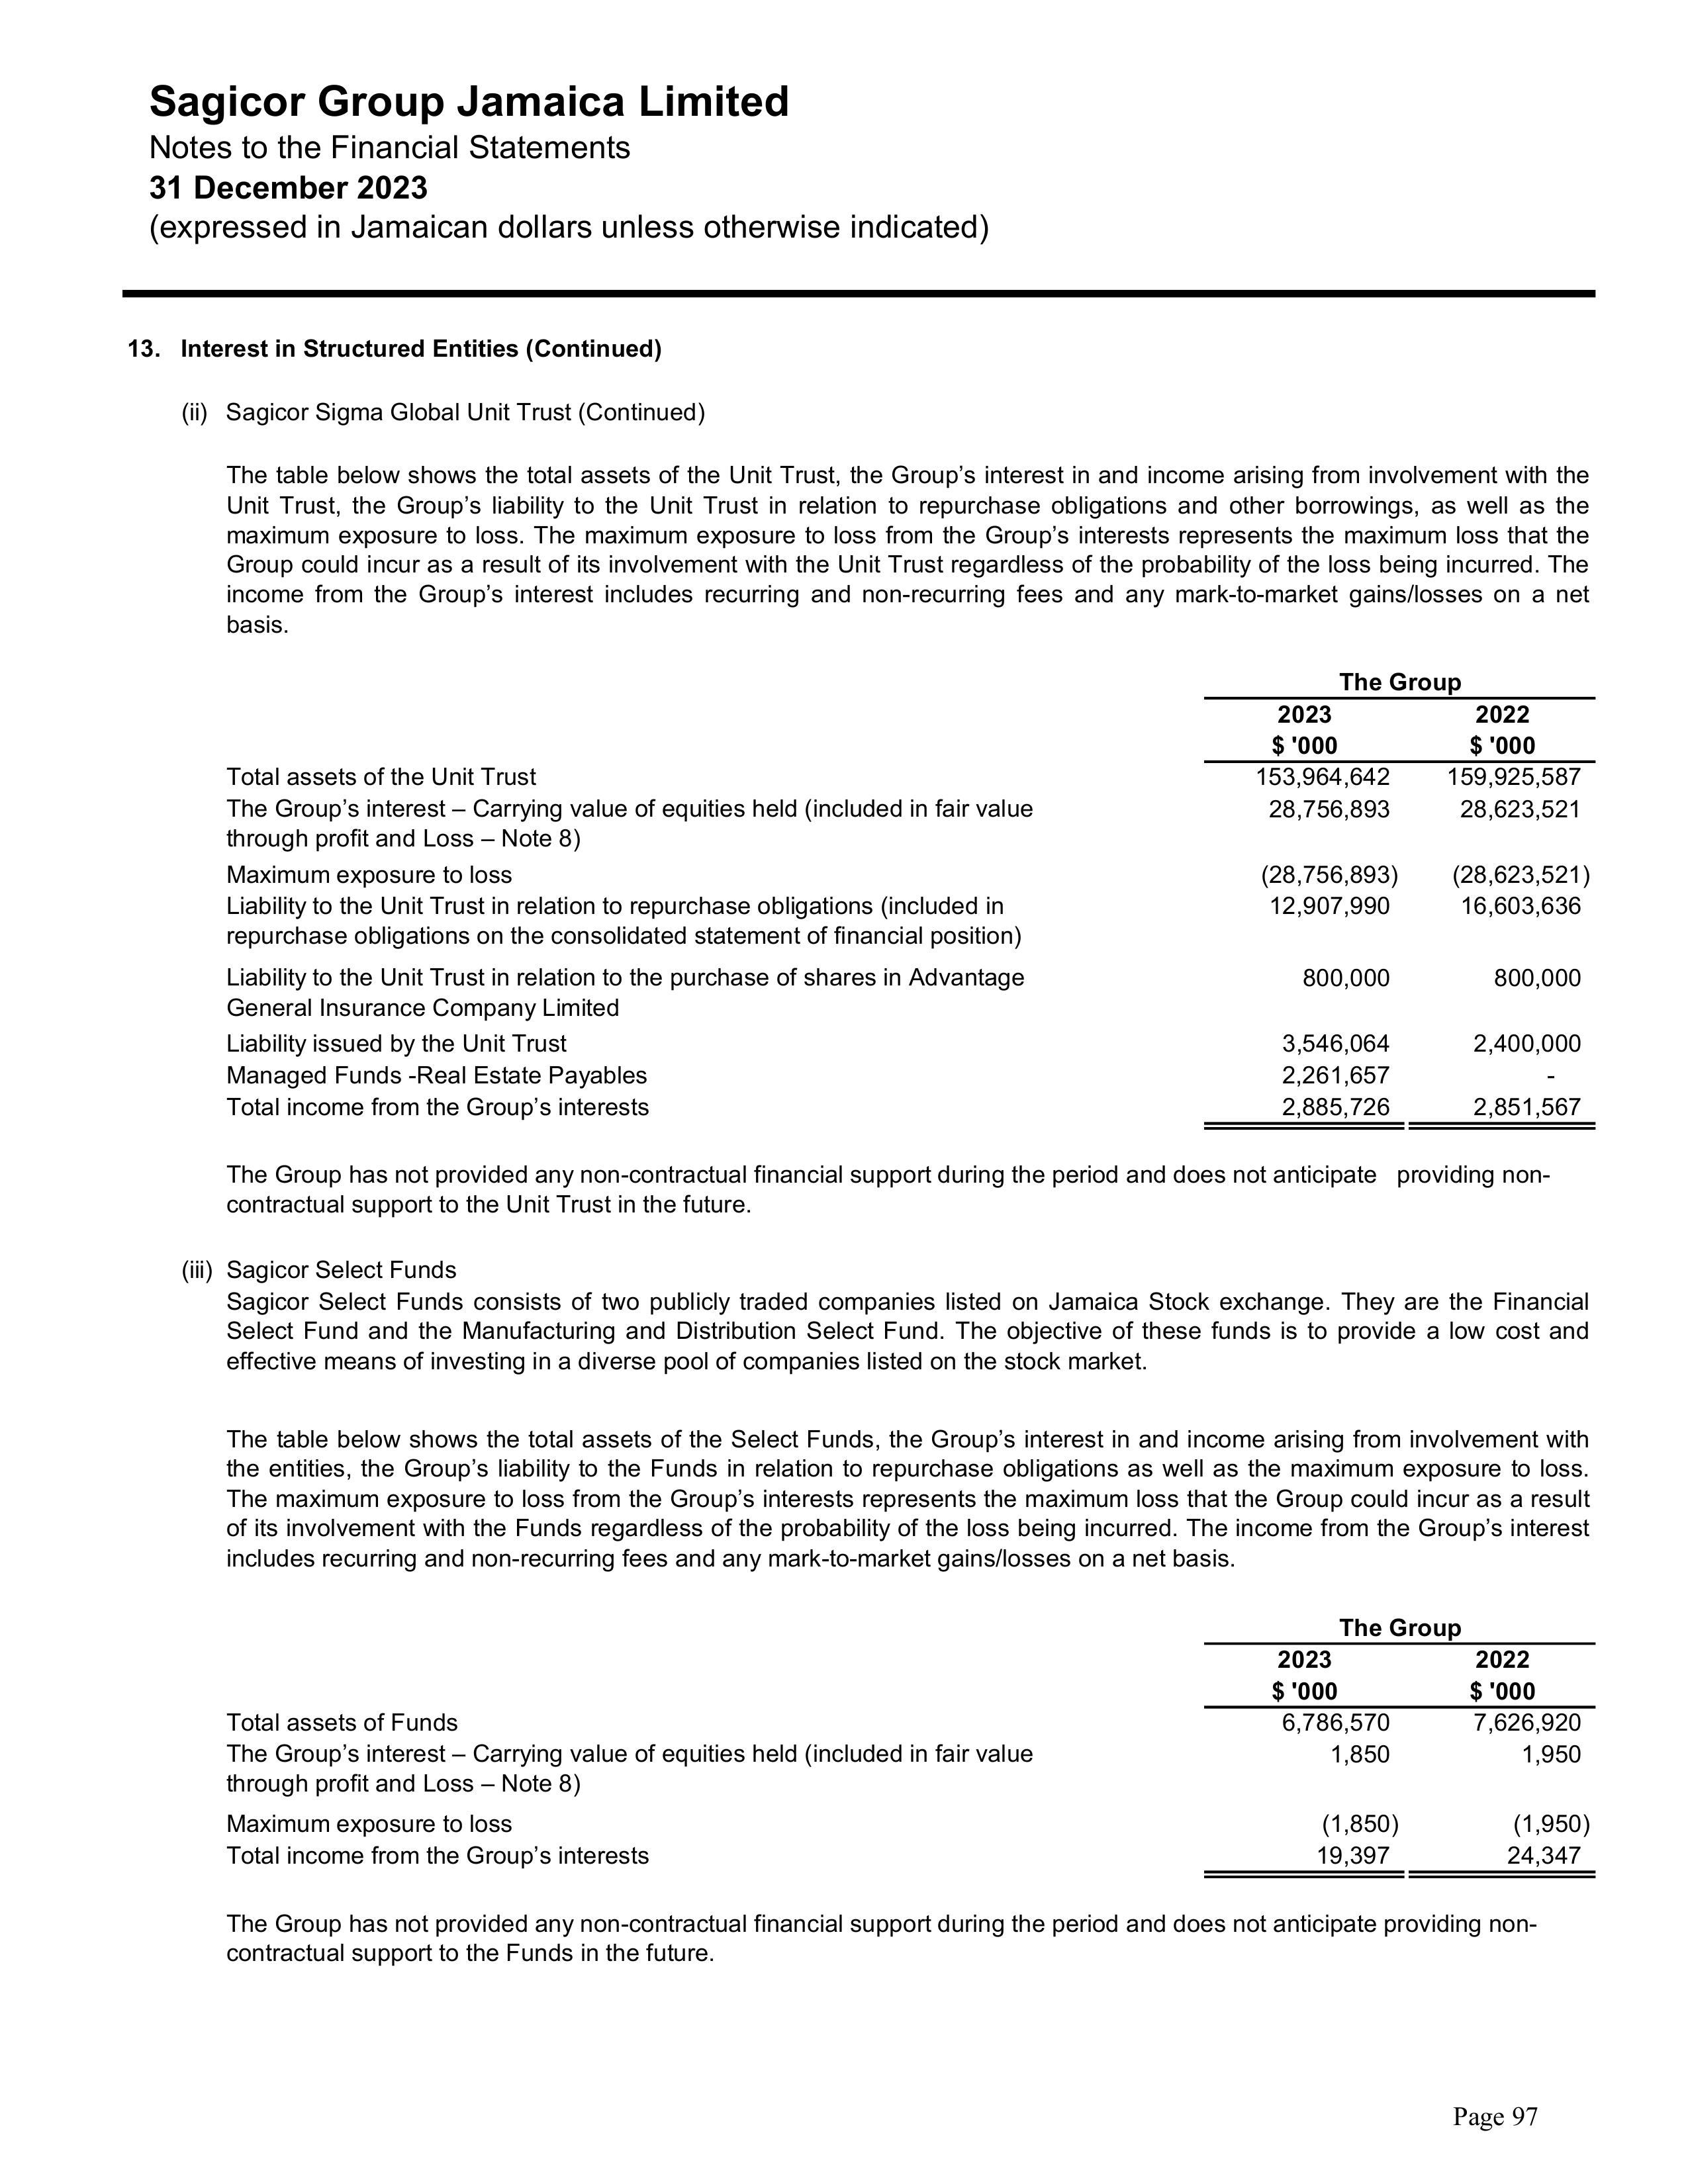 Sagicor Group Jamaica Limited
Notes to the Financial Statements
31 December 2023
(expressed in Jamaican dollars unless otherwise indicated)
13. Interest in Structured Entities (Continued)
(ii) Sagicor Sigma Global Unit Trust (Continued)
The table below shows the total assets of the Unit Trust, the Group’s interest in and income arising from involvement with the
Unit Trust, the Group’s liability to the Unit Trust in relation to repurchase obligations and other borrowings, as well as the
maximum exposure to loss. The maximum exposure to loss from the Group’s interests represents the maximum loss that the
Group could incur as a result of its involvement with the Unit Trust regardless of the probability of the loss being incurred. The
income from the Group’s interest includes recurring and non-recurring fees and any mark-to-market gains/losses on a net
basis.
The Group
2023 2022
$ '000 $ '000
Total assets of the Unit Trust 153,964,642 159,925,587
The Group’s interest – Carrying value of equities held (included in fair value 28,756,893 28,623,521
through profit and Loss – Note 8)
Maximum exposure to loss (28,756,893) (28,623,521)
Liability to the Unit Trust in relation to repurchase obligations (included in 12,907,990 16,603,636
repurchase obligations on the consolidated statement of financial position)
Liability to the Unit Trust in relation to the purchase of shares in Advantage 800,000 800,000
General Insurance Company Limited
Liability issued by the Unit Trust 3,546,064 2,400,000
Managed Funds -Real Estate Payables 2,261,657 -
Total income from the Group’s interests 2,885,726 2,851,567
The Group has not provided any non-contractual financial support during the period and does not anticipate providing non-
contractual support to the Unit Trust in the future.
(iii) Sagicor Select Funds
Sagicor Select Funds consists of two publicly traded companies listed on Jamaica Stock exchange. They are the Financial
Select Fund and the Manufacturing and Distribution Select Fund. The objective of these funds is to provide a low cost and
effective means of investing in a diverse pool of companies listed on the stock market.
The table below shows the total assets of the Select Funds, the Group’s interest in and income arising from involvement with
the entities, the Group’s liability to the Funds in relation to repurchase obligations as well as the maximum exposure to loss.
The maximum exposure to loss from the Group’s interests represents the maximum loss that the Group could incur as a result
of its involvement with the Funds regardless of the probability of the loss being incurred. The income from the Group’s interest
includes recurring and non-recurring fees and any mark-to-market gains/losses on a net basis.
The Group
2023 2022
$ '000 $ '000
Total assets of Funds 6,786,570 7,626,920
The Group’s interest – Carrying value of equities held (included in fair value 1,850 1,950
through profit and Loss – Note 8)
Maximum exposure to loss (1,850) (1,950)
Total income from the Group’s interests 19,397 24,347
The Group has not provided any non-contractual financial support during the period and does not anticipate providing non-
contractual support to the Funds in the future.
Page 97